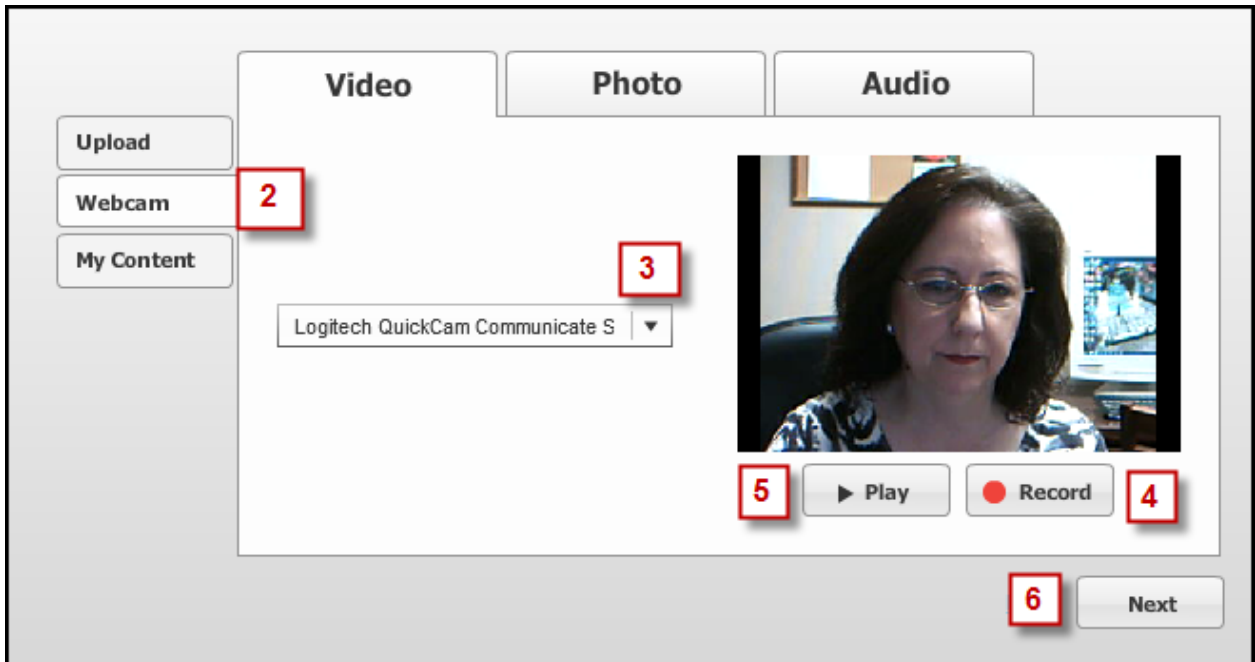 Video
Photo
Audio
Upload
Webcam
2
My Content
3
Logitech QuickCam Communicate S
5
Play
Record
4
6
Next